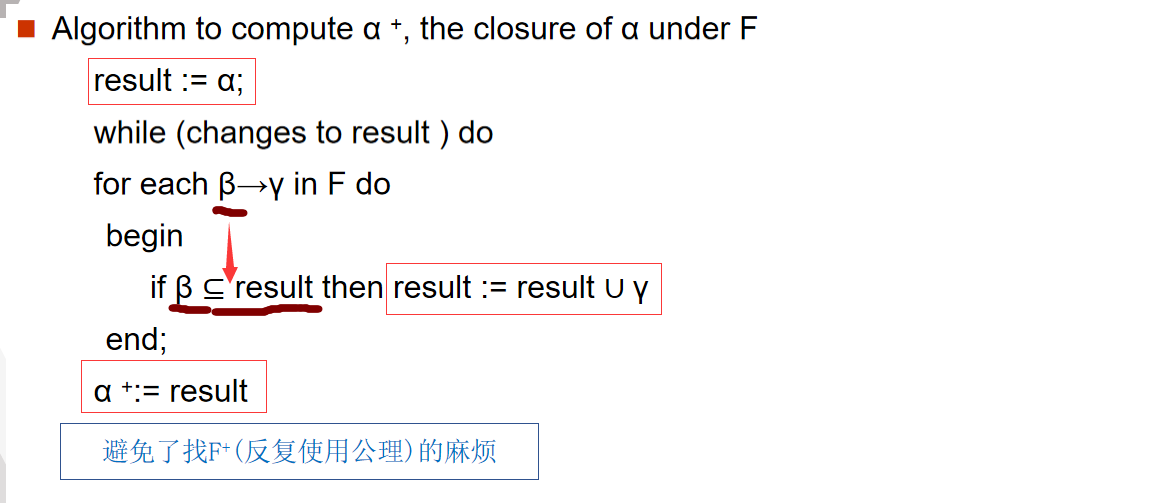 Algorithm to compute α +, the closure of α under F
result := α;
while (changes to result ) do
for each β→γ in F do
begin
if β ⊆ result then result := result ∪ γ
end;
α +:= result
避免了找F+(反复使用公理)的麻烦